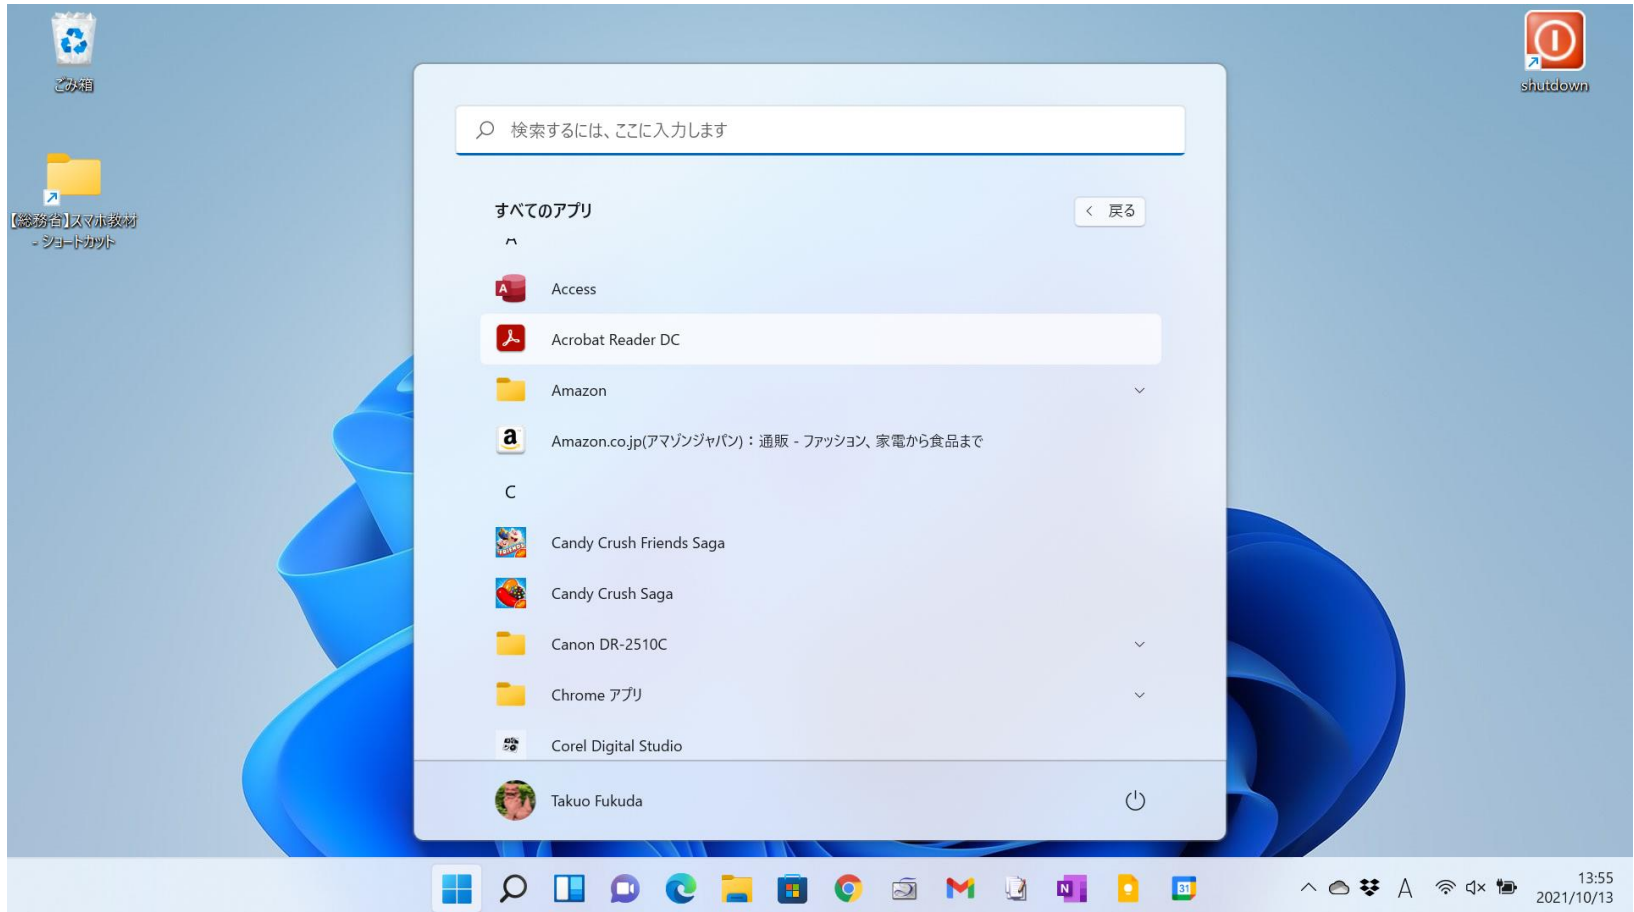 ごみ箱
shutdown
【総務省】スマホ教材
- ショートカット
検索するには、ここに入力します
すべてのアプリ
戻る
A
Access
Acrobat Reader DC
Amazon
a
Amazon.co.jp(アマゾンジャパン)：通販 - ファッション、家電から食品まで
C
Candy Crush Friends Saga
Candy Crush Saga
Canon DR-2510C
Chrome アプリ
Corel Digital Studio
Takuo Fukuda
N
31
A
13:55
2021/10/13